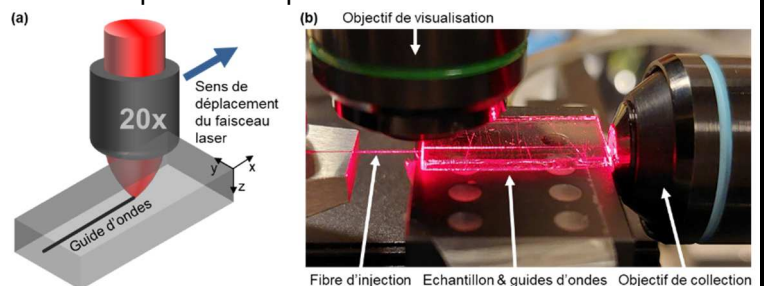 (a)
20x
Sens de
déplacement
du faisceau
laser
y
x
z
Guide d'ondes
(b)
Objectif de visualisation
Fibre d'injection
Echantillon & guides d'ondes
Objectif de collection